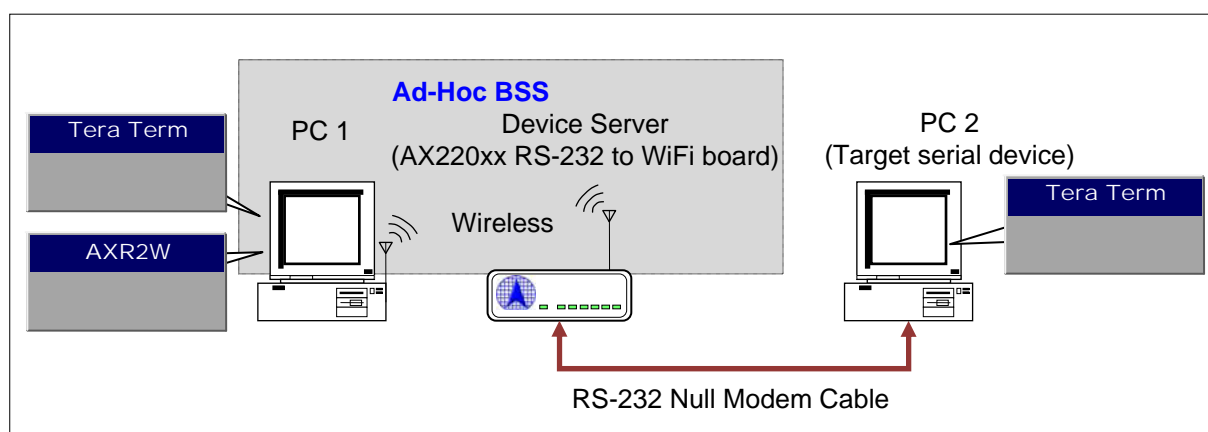 Ad-Hoc BSS
Tera Term
PC 1
Device Server
(AX220xx RS-232 to WiFi board)
PC 2
(Target serial device)
Tera Term
Wireless
AXR2W
RS-232 Null Modem Cable